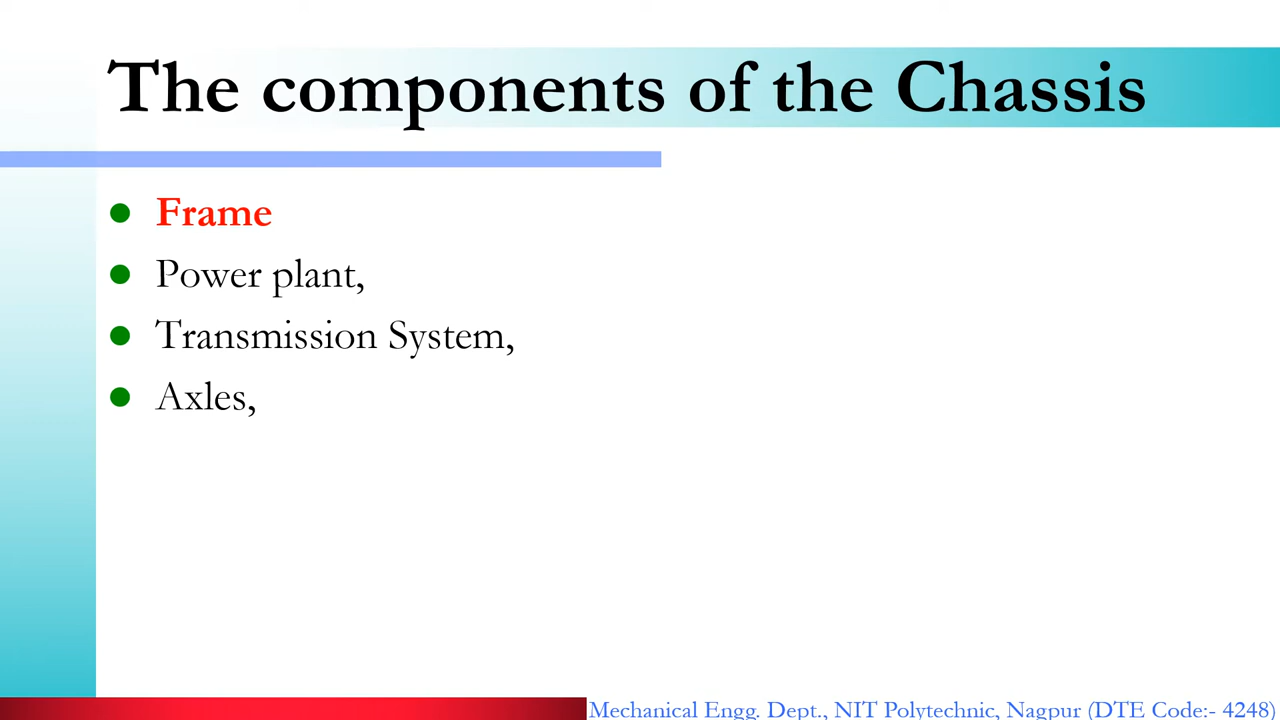 The components of the Chassis
Frame
Power plant,
Transmission System,
Axles,
Mechanical Engg. Dept., NIT Polytechnic, Nagpur (DTE Code:- 4248)